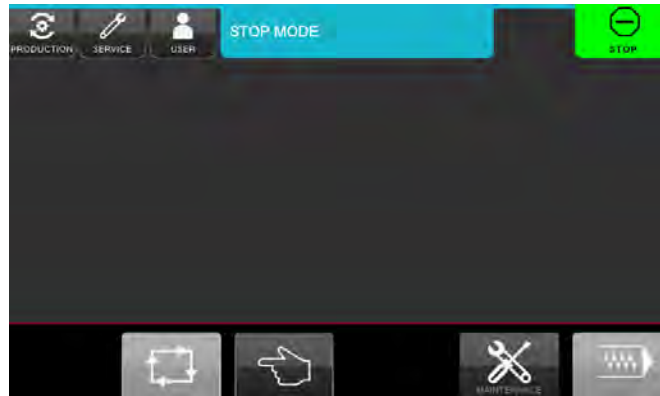 PRODUCTION
SERVICE
USER
STOP MODE
STOP
MAINTENANCE